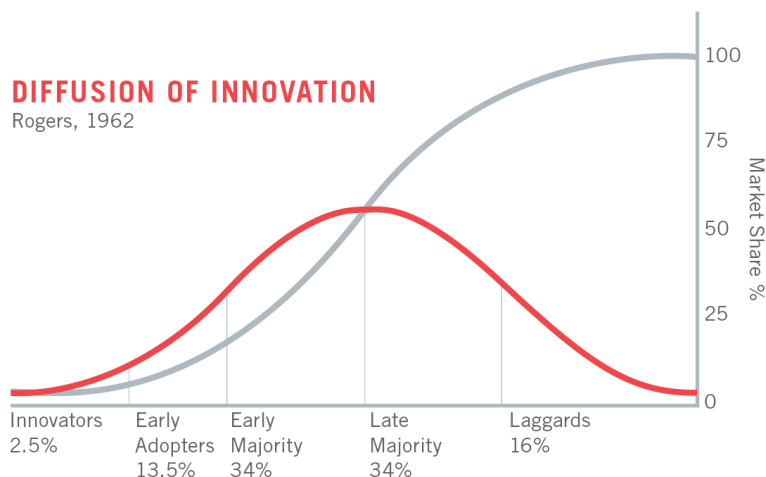 DIFFUSION OF INNOVATION
Rogers, 1962
100
75
50
25
0
Market Share %
Innovators
2.5%
Early
Adopters
13.5%
Early
Majority
34%
Late
Majority
34%
Laggards
16%